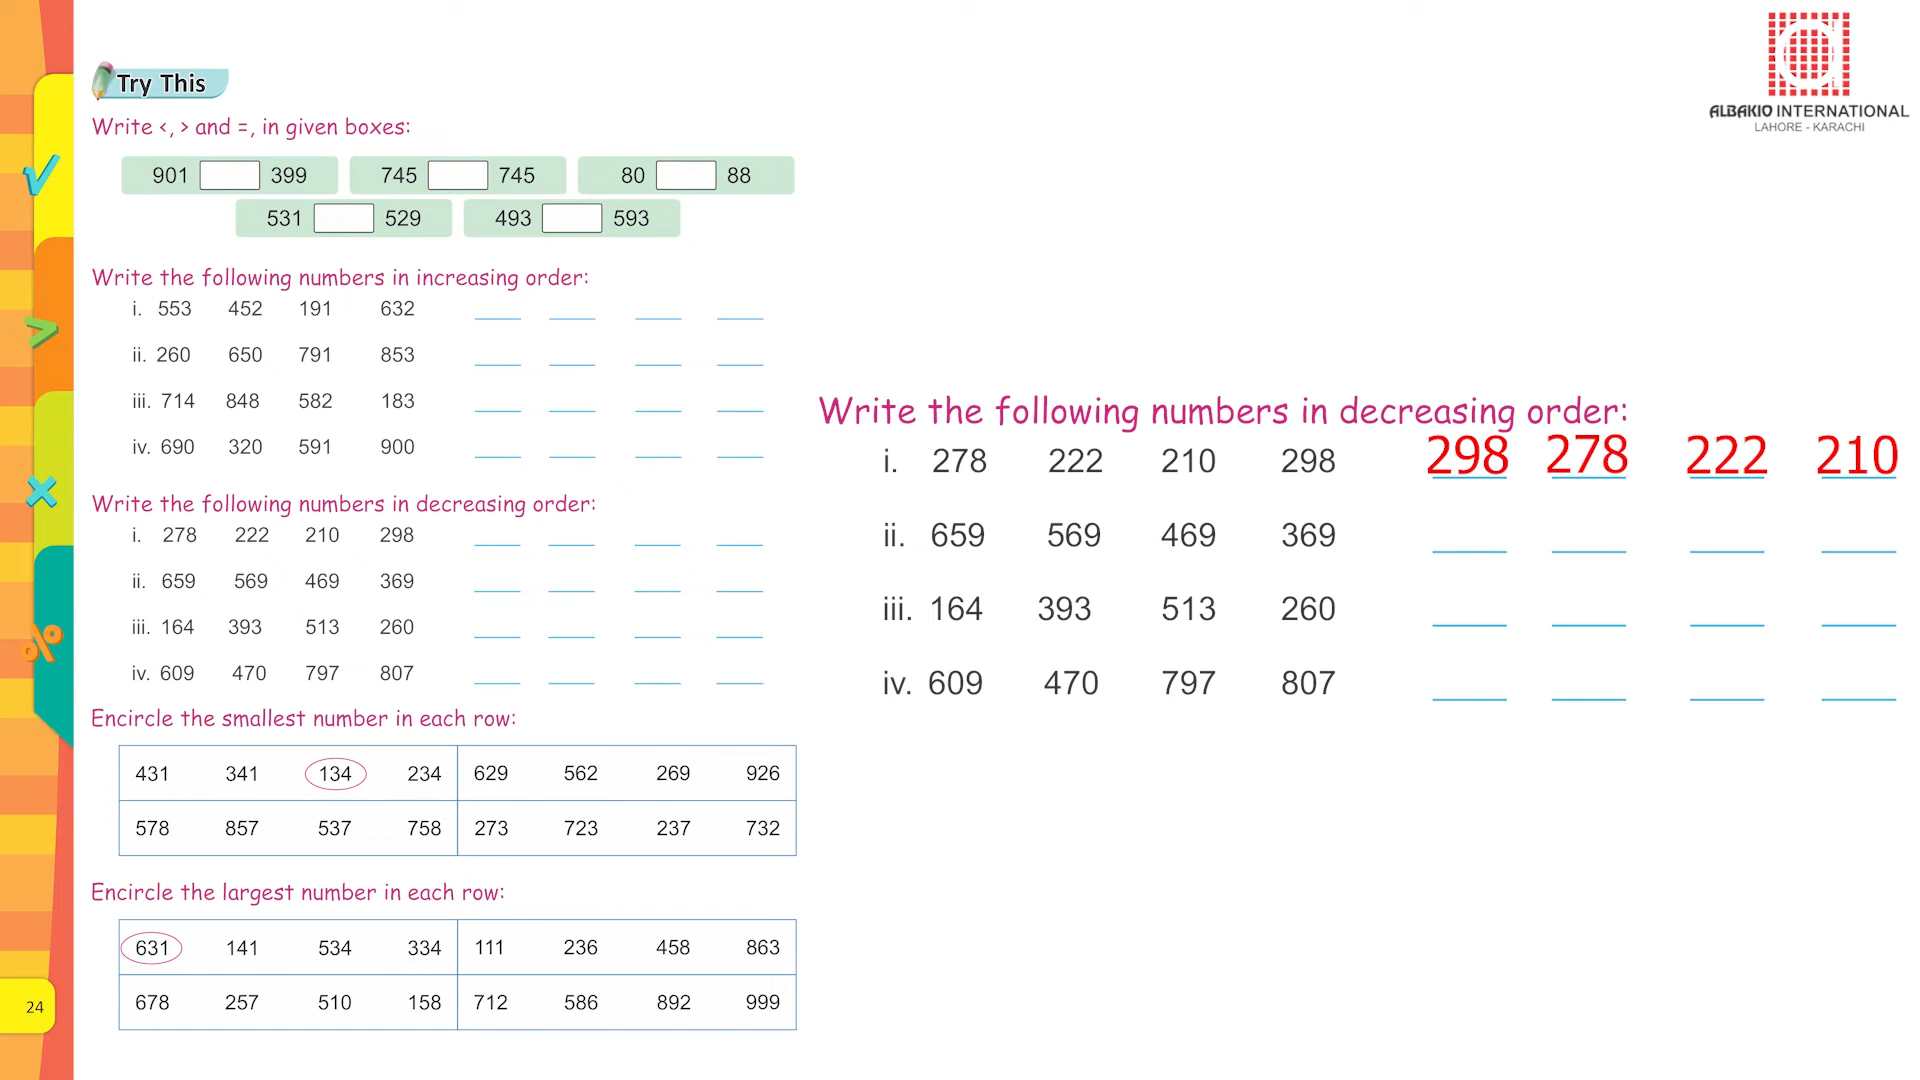 Try This
Write <, > and =, in given boxes:
901 399 745 745 80 88
531 529 493 593
Write the following numbers in increasing order:
i. 553 452 191 632
ii. 260 650 791 853
iii. 714 848 582 183
iv. 690 320 591 900
Write the following numbers in decreasing order:
i. 278 222 210 298
ii. 659 569 469 369
iii. 164 393 513 260
iv. 609 470 797 807
Encircle the smallest number in each row:
431 341 134 234 629 562 269 926
578 857 537 758 273 723 237 732
Encircle the largest number in each row:
631 141 534 334 111 236 458 863
678 257 510 158 712 586 892 999
24
ALBAKIO INTERNATIONAL
LAHORE - KARACHI
Write the following numbers in decreasing order:
i. 278 222 210 298 298 278 222 210
ii. 659 569 469 369
iii. 164 393 513 260
iv. 609 470 797 807